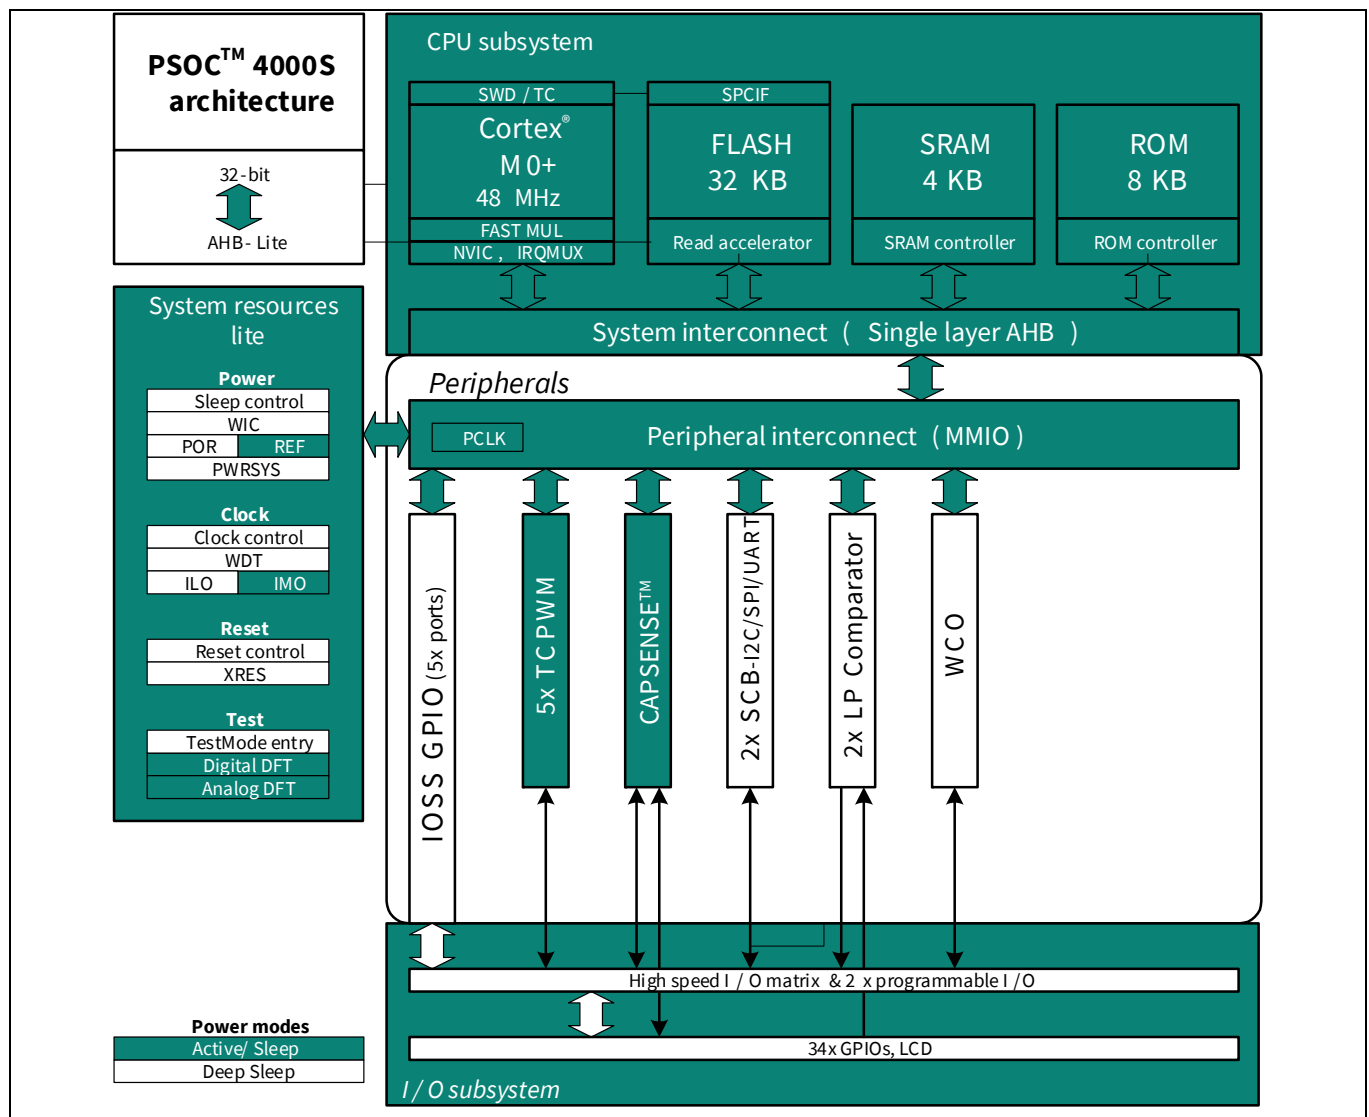 PSOC™ 4000S
architecture
32-bit
AHB- Lite
CPU subsystem
SWD / TC
Cortex®
M 0+
48 MHz
FAST MUL
NVIC , IRQMUX
SPCIF
FLASH
32 KB
Read accelerator
SRAM
4 KB
SRAM controller
ROM
8 KB
ROM controller
System interconnect ( Single layer AHB )
System resources
lite
Power
Sleep control
WIC
POR
REF
PWRSYS
Clock
Clock control
WDT
ILO
IMO
Reset
Reset control
XRES
Test
TestMode entry
Digital DFT
Analog DFT
Peripherals
PCLK
Peripheral interconnect ( MMIO )
IOSS GPIO (5x ports)
5x TCPWM
CAPSENSE™
2x SCB-I2C/SPI/UART
2x LP Comparator
WCO
High speed I / O matrix & 2 x programmable I / O
34x GPIOs, LCD
I / O subsystem
Power modes
Active/ Sleep
Deep Sleep